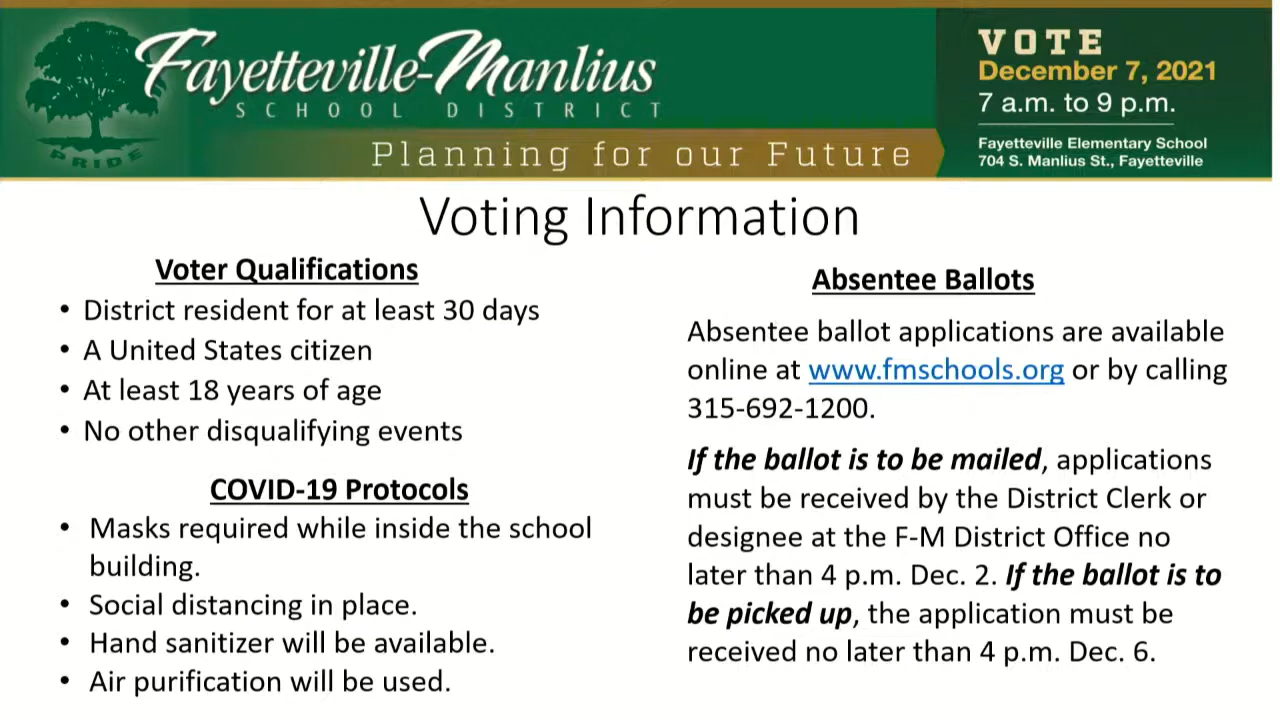 Fayetteville-Manlius
SCHOOL DISTRICT
PRIDE
Planning for our Future
VOTE
December 7, 2021
7 a.m. to 9 p.m.
Fayetteville Elementary School
704 S. Manlius St., Fayetteville
Voting Information
Voter Qualifications
• District resident for at least 30 days
• A United States citizen
• At least 18 years of age
• No other disqualifying events
COVID-19 Protocols
• Masks required while inside the school
building.
• Social distancing in place.
• Hand sanitizer will be available.
• Air purification will be used.
Absentee Ballots
Absentee ballot applications are available
online at www.fmschools.org or by calling
315-692-1200.
If the ballot is to be mailed, applications
must be received by the District Clerk or
designee at the F-M District Office no
later than 4 p.m. Dec. 2. If the ballot is to
be picked up, the application must be
received no later than 4 p.m. Dec. 6.